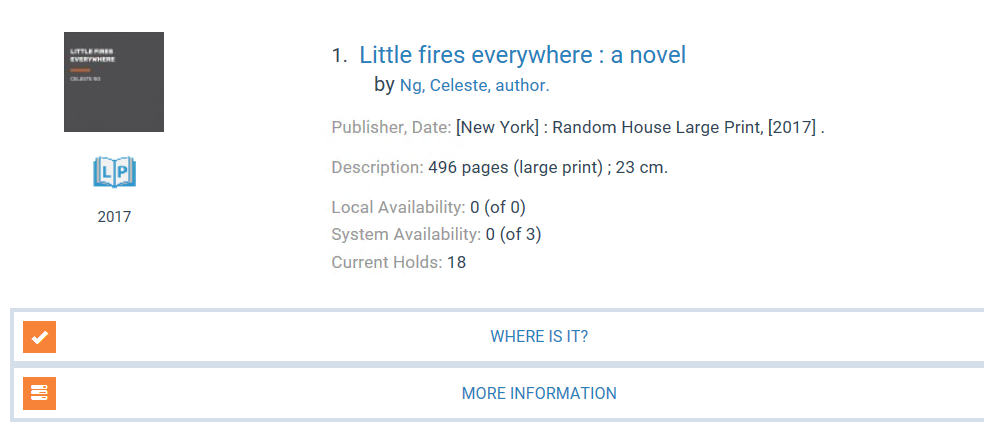 LITTLE FIRES
EVERYWHERE
CELESTE NG
LP
2017
1. Little fires everywhere : a novel
by Ng, Celeste, author.
Publisher, Date: [New York] : Random House Large Print, [2017] .
Description: 496 pages (large print) ; 23 cm.
Local Availability: 0 (of 0)
System Availability: 0 (of 3)
Current Holds: 18
WHERE IS IT?
MORE INFORMATION